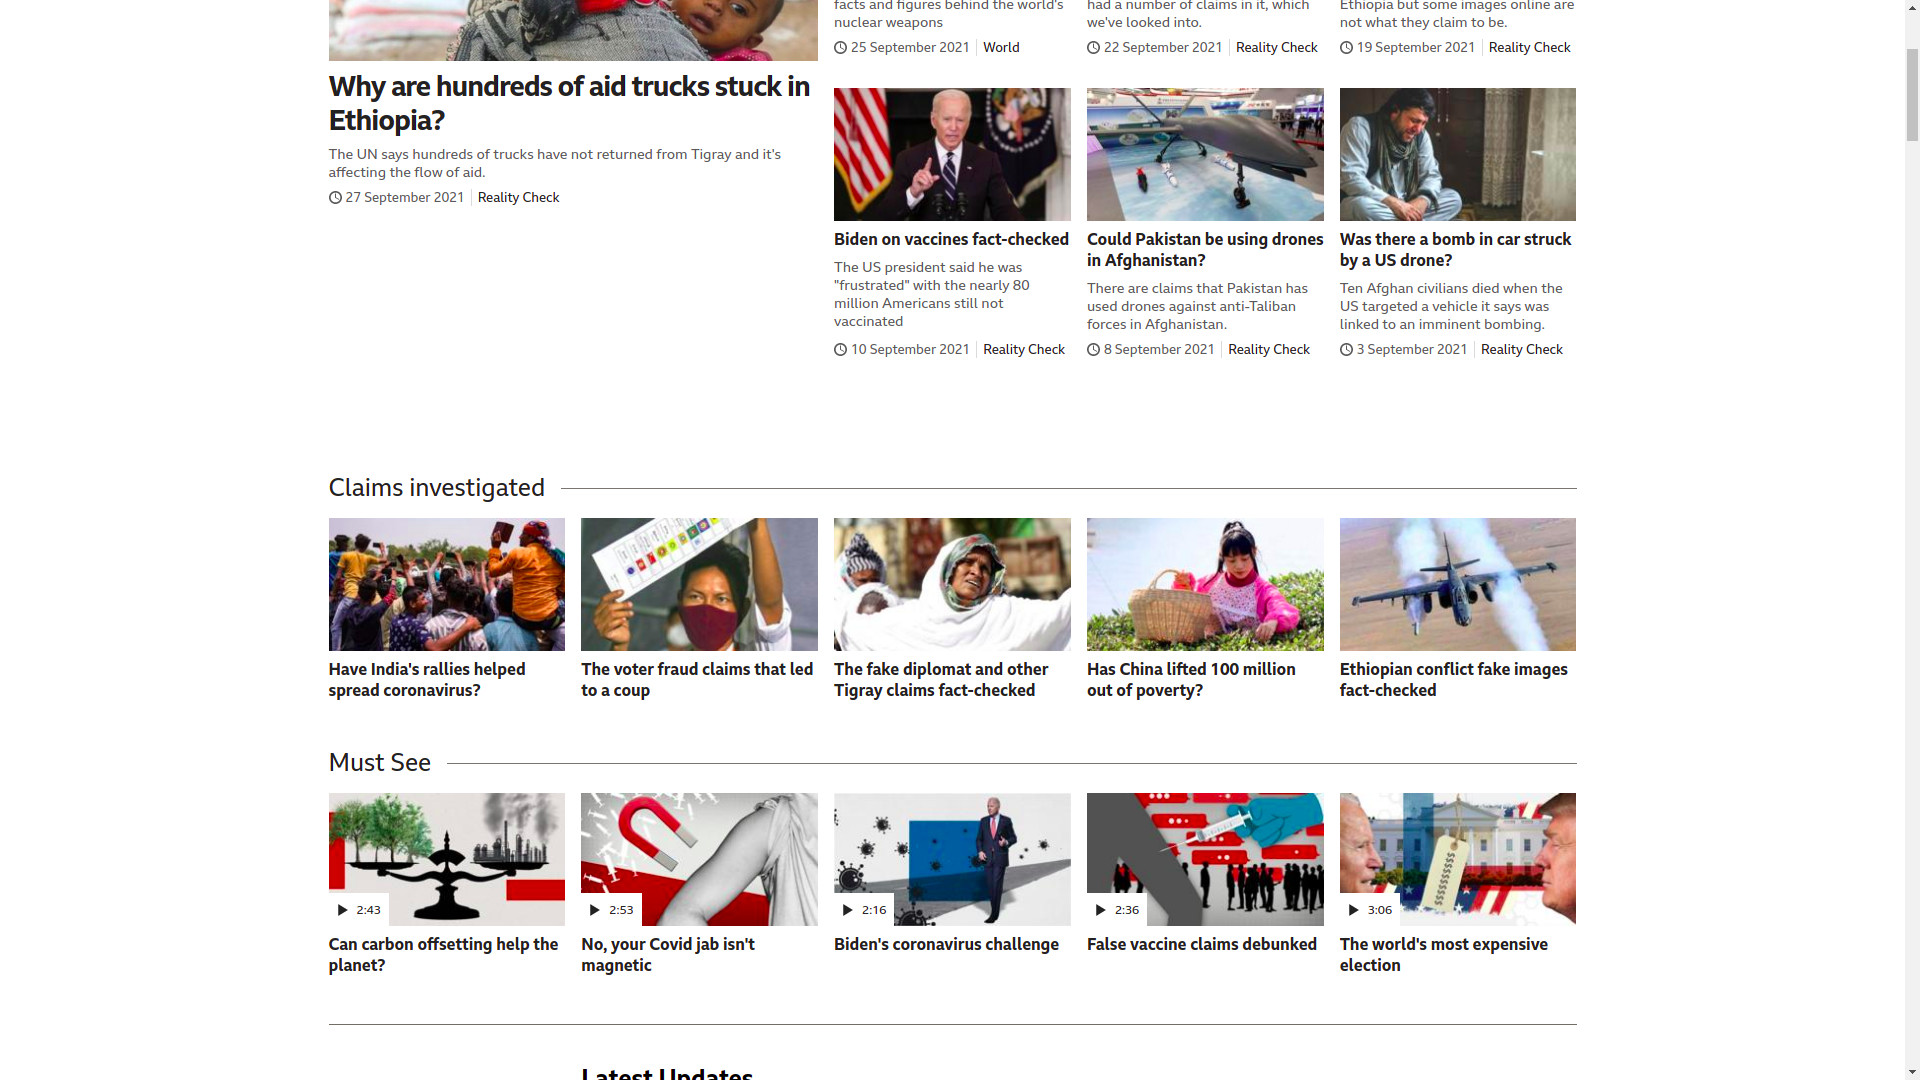 facts and figures behind the world's
nuclear weapons
25 September 2021 World
had a number of claims in it, which
we've looked into.
22 September 2021 Reality Check
Ethiopia but some images online are
not what they claim to be.
19 September 2021 Reality Check
Why are hundreds of aid trucks stuck in
Ethiopia?
The UN says hundreds of trucks have not returned from Tigray and it's
affecting the flow of aid.
27 September 2021 Reality Check
Biden on vaccines fact-checked
The US president said he was
"frustrated" with the nearly 80
million Americans still not
vaccinated
10 September 2021 Reality Check
Could Pakistan be using drones
in Afghanistan?
There are claims that Pakistan has
used drones against anti-Taliban
forces in Afghanistan.
8 September 2021 Reality Check
Was there a bomb in car struck
by a US drone?
Ten Afghan civilians died when the
US targeted a vehicle it says was
linked to an imminent bombing.
3 September 2021 Reality Check
Claims investigated
Have India's rallies helped
spread coronavirus?
The voter fraud claims that led
to a coup
The fake diplomat and other
Tigray claims fact-checked
Has China lifted 100 million
out of poverty?
Ethiopian conflict fake images
fact-checked
Must See
2:43
Can carbon offsetting help the
planet?
2:53
No, your Covid jab isn't
magnetic
2:16
Biden's coronavirus challenge
2:36
False vaccine claims debunked
$$$$$$$$
3:06
The world's most expensive
election
Latest Updates